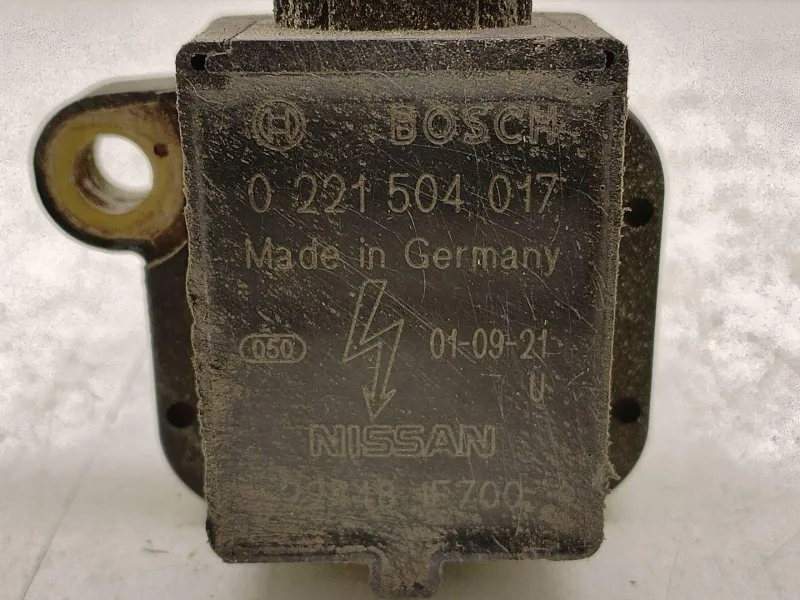 BOSCH
0 221 504 017
Made in Germany
050
01-09-21
U
NISSAN